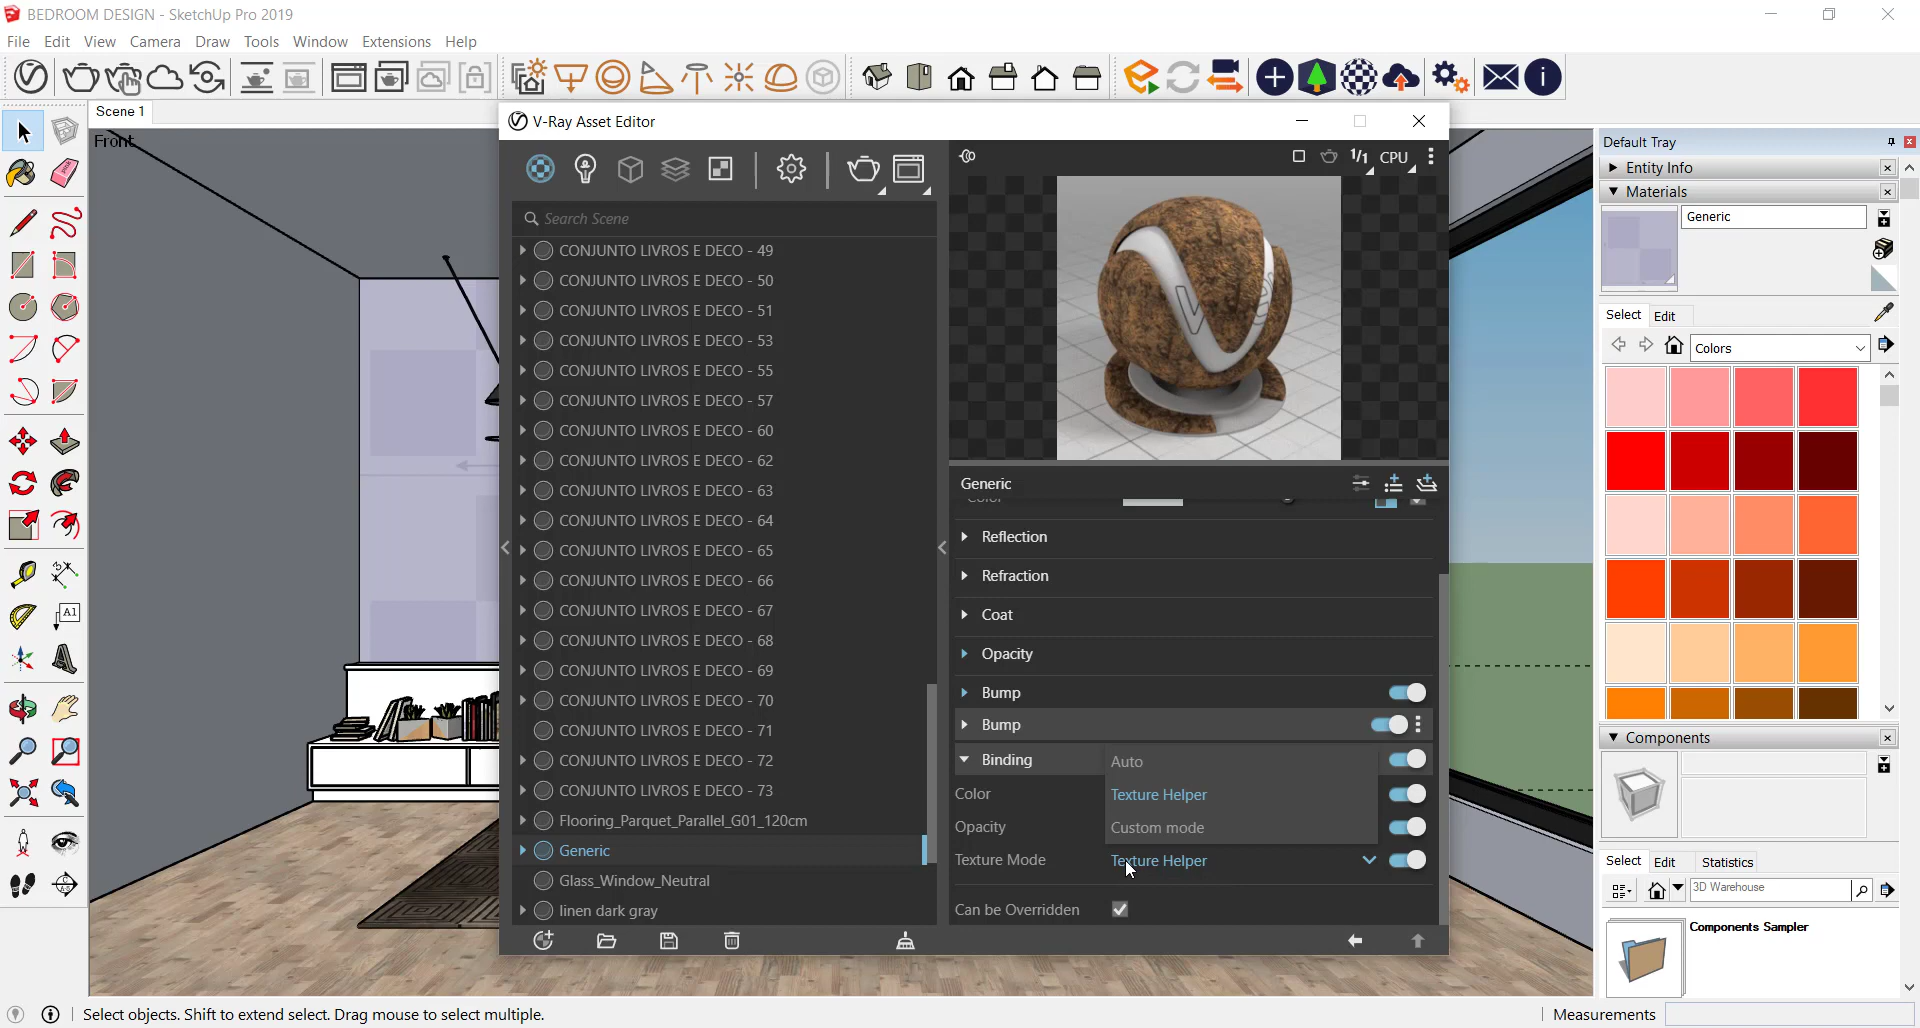 BEDROOM DESIGN - SketchUp Pro 2019
File Edit View Camera Draw Tools Window Extensions Help
Scene 1
Front
V-Ray Asset Editor
Search Scene
CONJUNTO LIVROS E DECO - 49
CONJUNTO LIVROS E DECO - 50
CONJUNTO LIVROS E DECO - 51
CONJUNTO LIVROS E DECO - 53
CONJUNTO LIVROS E DECO - 55
CONJUNTO LIVROS E DECO - 57
CONJUNTO LIVROS E DECO - 60
CONJUNTO LIVROS E DECO - 62
CONJUNTO LIVROS E DECO - 63
CONJUNTO LIVROS E DECO - 64
CONJUNTO LIVROS E DECO - 65
CONJUNTO LIVROS E DECO - 66
CONJUNTO LIVROS E DECO - 67
CONJUNTO LIVROS E DECO - 68
CONJUNTO LIVROS E DECO - 69
CONJUNTO LIVROS E DECO - 70
CONJUNTO LIVROS E DECO - 71
CONJUNTO LIVROS E DECO - 72
CONJUNTO LIVROS E DECO - 73
Flooring_Parquet_Parallel_G01_120cm
Generic
Glass_Window_Neutral
linen dark gray
1/1 CPU
Generic
Color
Reflection
Refraction
Coat
Opacity
Bump
Bump
Binding
Auto
Color
Texture Helper
Opacity
Custom mode
Texture Mode
Texture Helper
Can be Overridden
Default Tray
Entity Info
Materials
Generic
Select Edit
Colors
Components
Select Edit Statistics
3D Warehouse
Components Sampler
A1
Select objects. Shift to extend select. Drag mouse to select multiple.
Measurements